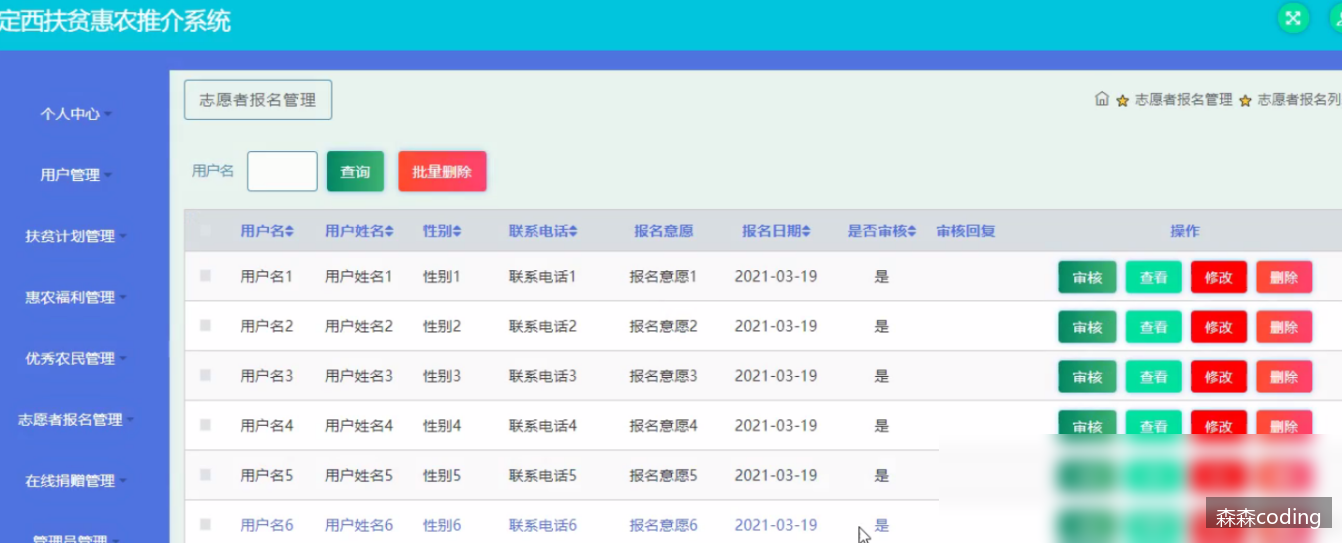 定西扶贫惠农推介系统
个人中心
用户管理
扶贫计划管理
惠农福利管理
优秀农民管理
志愿者报名管理
在线捐赠管理
管理员管理
志愿者报名管理
志愿者报名管理 志愿者报名列
用户名 查询 批量删除
用户名 用户姓名 性别 联系电话 报名意愿 报名日期 是否审核 审核回复 操作
用户名1 用户姓名1 性别1 联系电话1 报名意愿1 2021-03-19 是 审核 查看 修改 删除
用户名2 用户姓名2 性别2 联系电话2 报名意愿2 2021-03-19 是 审核 查看 修改 删除
用户名3 用户姓名3 性别3 联系电话3 报名意愿3 2021-03-19 是 审核 查看 修改 删除
用户名4 用户姓名4 性别4 联系电话4 报名意愿4 2021-03-19 是 审核 查看 修改 删除
用户名5 用户姓名5 性别5 联系电话5 报名意愿5 2021-03-19 是
用户名6 用户姓名6 性别6 联系电话6 报名意愿6 2021-03-19 是
森森coding